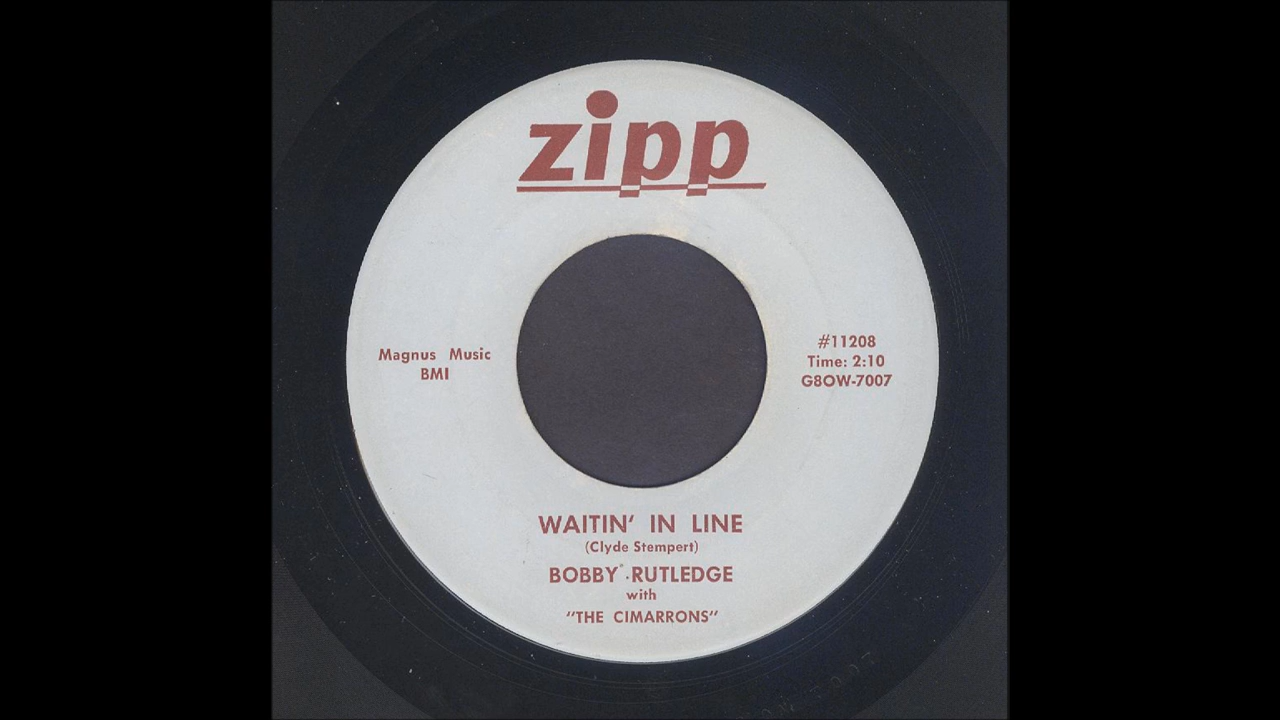 zipp
Magnus Music
BMI
#11208
Time: 2:10
G8OW-7007
WAITIN' IN LINE
(Clyde Stempert)
BOBBY RUTLEDGE
with
"THE CIMARRONS"